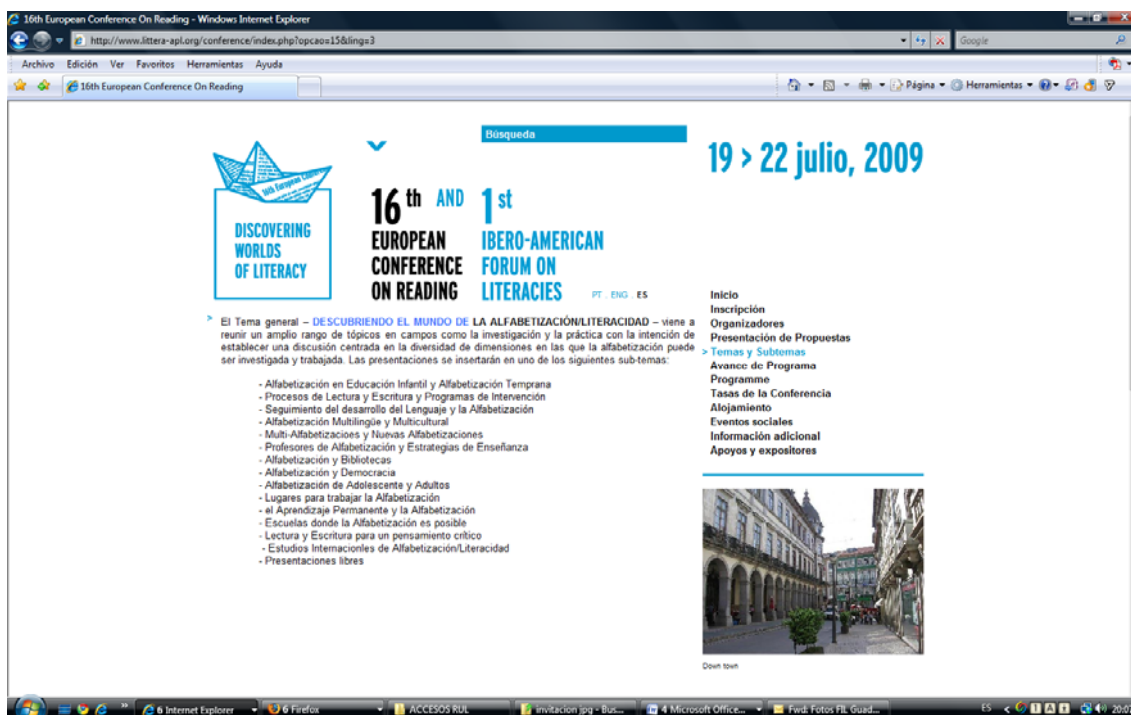 16th European Conference On Reading - Windows Internet Explorer
http://www.littera-apl.org/conference/index.php?opcao=15&ling=3
Google
Archivo Edición Ver Favoritos Herramientas Ayuda
16th European Conference On Reading
Página Herramientas
Búsqueda
19 > 22 julio, 2009
16th European Conference
DISCOVERING
WORLDS
OF LITERACY
16th AND 1st
EUROPEAN IBERO-AMERICAN
CONFERENCE FORUM ON
ON READING LITERACIES
PT . ENG . ES
> El Tema general – DESCUBRIENDO EL MUNDO DE LA ALFABETIZACIÓN/LITERACIDAD – viene a
reunir un amplio rango de tópicos en campos como la investigación y la práctica con la intención de
establecer una discusión centrada en la diversidad de dimensiones en las que la alfabetización puede
ser investigada y trabajada. Las presentaciones se insertarán en uno de los siguientes sub-temas:
- Alfabetización en Educación Infantil y Alfabetización Temprana
- Procesos de Lectura y Escritura y Programas de Intervención
- Seguimiento del desarrollo del Lenguaje y la Alfabetización
- Alfabetización Multilingüe y Multicultural
- Multi-Alfabetizacioes y Nuevas Alfabetizaciones
- Profesores de Alfabetización y Estrategias de Enseñanza
- Alfabetización y Bibliotecas
- Alfabetización y Democracia
- Alfabetización de Adolescente y Adultos
- Lugares para trabajar la Alfabetización
- el Aprendizaje Permanente y la Alfabetización
- Escuelas donde la Alfabetización es posible
- Lectura y Escritura para un pensamiento crítico
- Estudios Internacionles de Alfabetización/Literacidad
- Presentaciones libres
Inicio
Inscripción
Organizadores
Presentación de Propuestas
> Temas y Subtemas
Avance de Programa
Programme
Tasas de la Conferencia
Alojamiento
Eventos sociales
Información adicional
Apoyos y expositores
Down town
6 Internet Explorer
6 Firefox
ACCESOS RUL
invitacion jpg - Bus...
4 Microsoft Office...
Fwd: Fotos FIL Guad...
ES
20:07